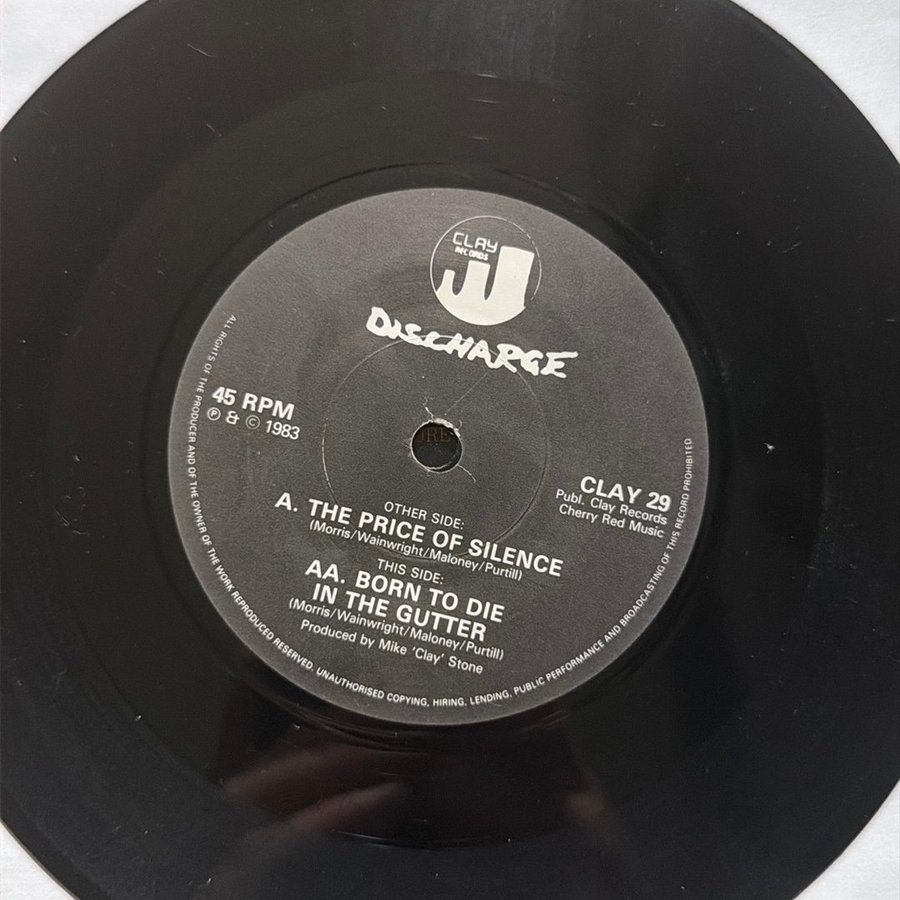 CLAY
RECORDS
DISCHARGE
45 RPM
℗ & © 1983
CLAY 29
Publ. Clay Records
Cherry Red Music
OTHER SIDE:
A. THE PRICE OF SILENCE
(Morris/Wainwright/Maloney/Purtill)
THIS SIDE:
AA. BORN TO DIE
IN THE GUTTER
(Morris/Wainwright/Maloney/Purtill)
Produced by Mike 'Clay' Stone
ALL RIGHTS OF THE PRODUCER AND OF THE OWNER OF THE WORK REPRODUCED RESERVED. UNAUTHORISED COPYING, HIRING, LENDING, PUBLIC PERFORMANCE AND BROADCASTING OF THIS RECORD PROHIBITED